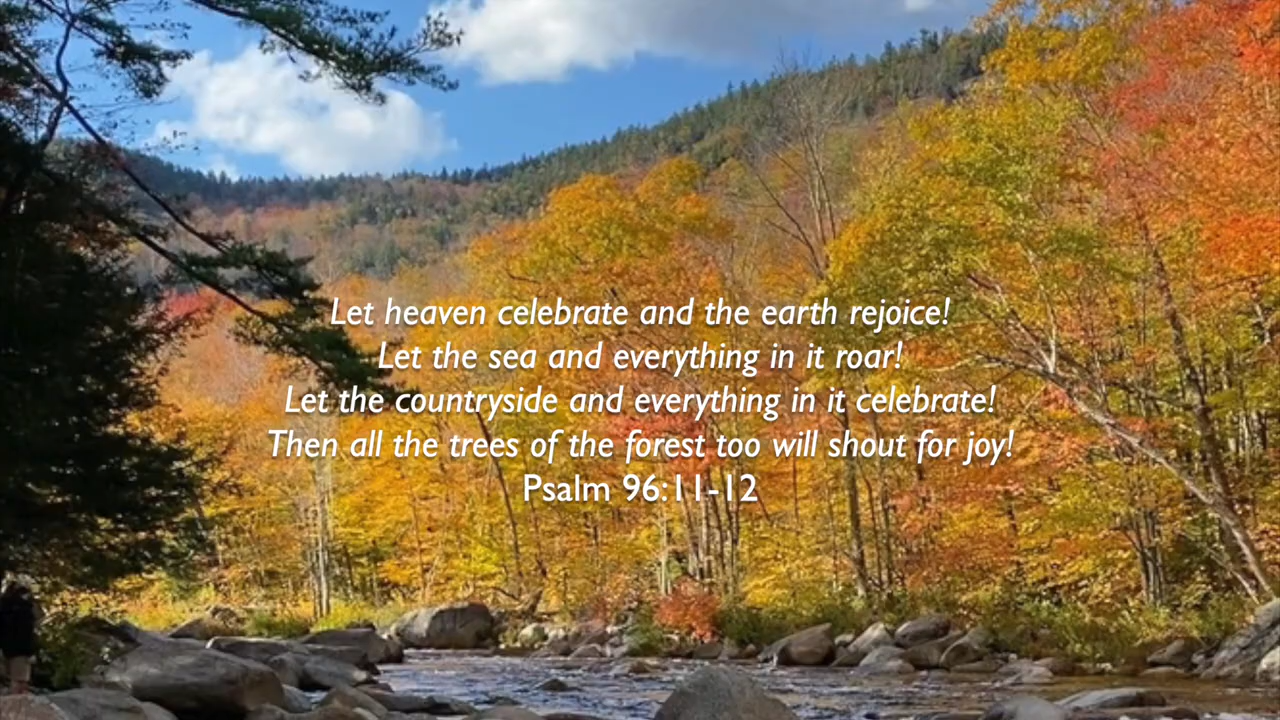 Let heaven celebrate and the earth rejoice!
Let the sea and everything in it roar!
Let the countryside and everything in it celebrate!
Then all the trees of the forest too will shout for joy!
Psalm 96:11-12